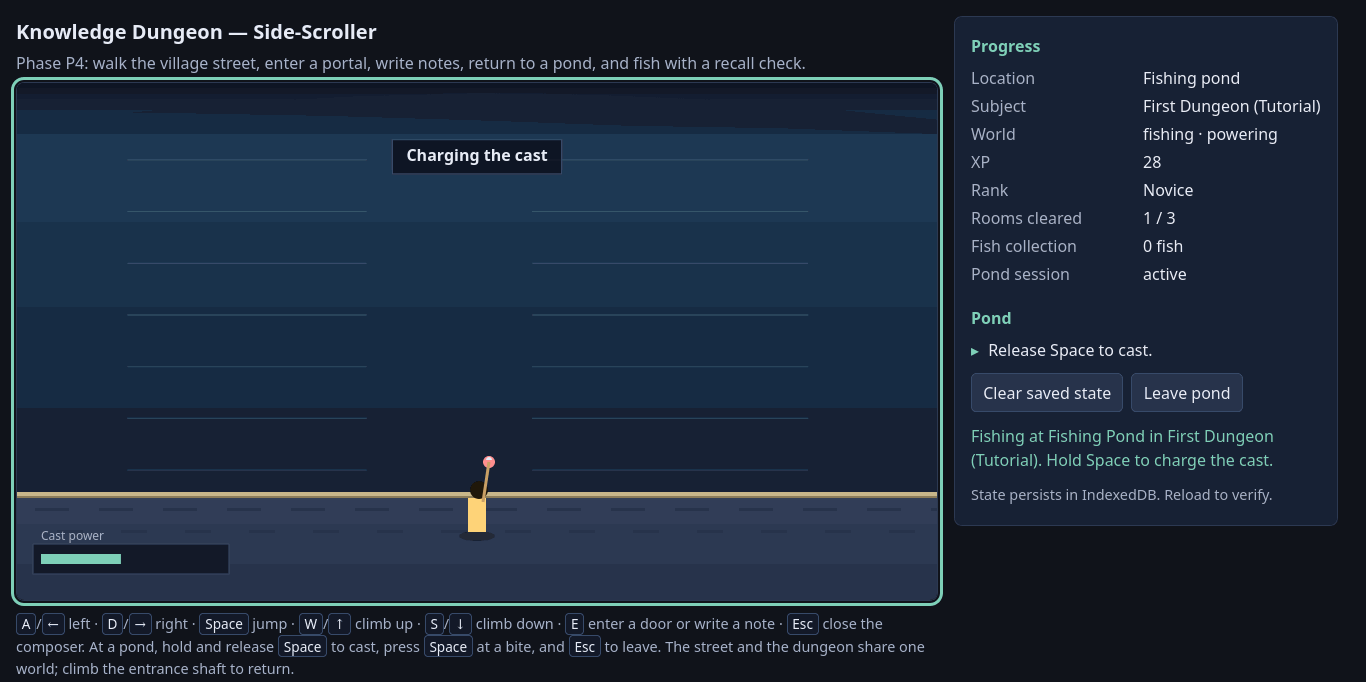 Knowledge Dungeon — Side-Scroller
Phase P4: walk the village street, enter a portal, write notes, return to a pond, and fish with a recall check.
Charging the cast
Cast power
A/← left · D/→ right · Space jump · W/↑ climb up · S/↓ climb down · E enter a door or write a note · Esc close the
composer. At a pond, hold and release Space to cast, press Space at a bite, and Esc to leave. The street and the dungeon share one
world; climb the entrance shaft to return.
Progress
Location Fishing pond
Subject First Dungeon (Tutorial)
World fishing · powering
XP 28
Rank Novice
Rooms cleared 1 / 3
Fish collection 0 fish
Pond session active
Pond
▸ Release Space to cast.
Clear saved state Leave pond
Fishing at Fishing Pond in First Dungeon
(Tutorial). Hold Space to charge the cast.
State persists in IndexedDB. Reload to verify.